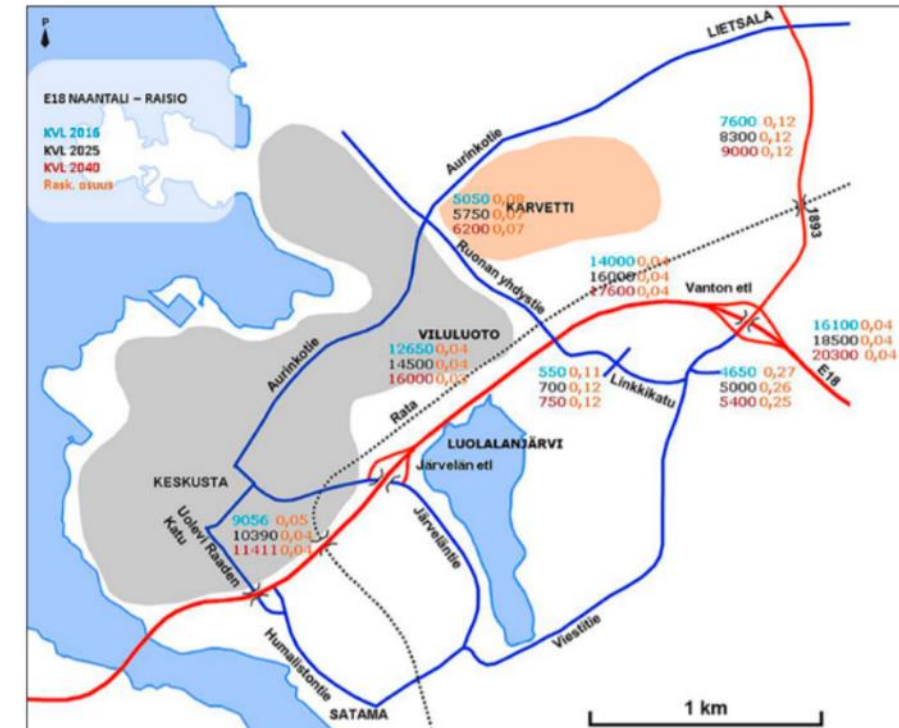 P
E18 NAANTALI – RAISIO
KVL 2016
KVL 2025
KVL 2040
Rask. osuus
LIETSALA
Aurinkotie
7600 0,12
8300 0,12
9000 0,12
1893
5050 0,08
5750 0,07
6200 0,07
KARVETTI
Ruonan yhdystie
14000 0,04
16000 0,04
17600 0,04
Vanton etl
16100 0,04
18500 0,04
20300 0,04
E18
VILULUOTO
12650 0,04
14500 0,04
16000 0,03
Aurinkotie
Rata
550 0,11
700 0,12
750 0,12
Linkkikatu
4650 0,27
5000 0,26
5400 0,25
LUOLALANJÄRVI
Järvelän etl
KESKUSTA
Uolevi Raaden
Katu
9056 0,05
10390 0,04
11411 0,04
Järveläntie
Viestitie
Humalistontie
SATAMA
1 km